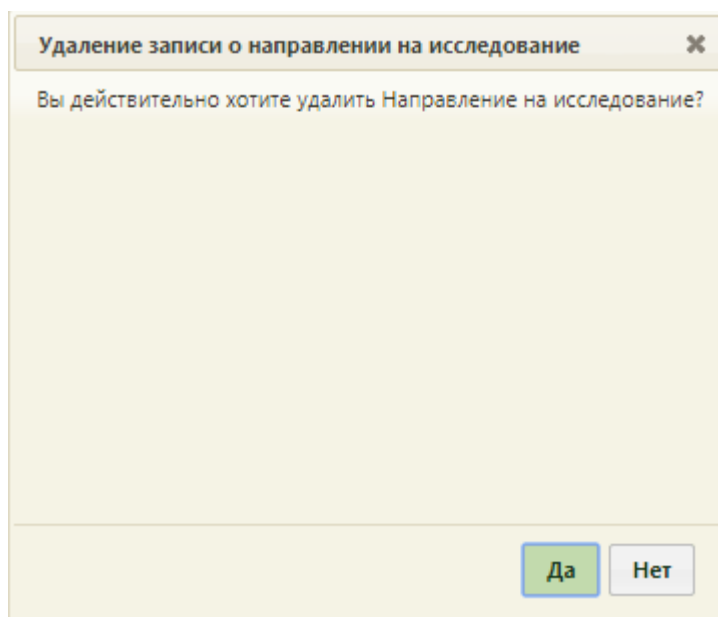 Удаление записи о направлении на исследование
Вы действительно хотите удалить Направление на исследование?
Да Нет